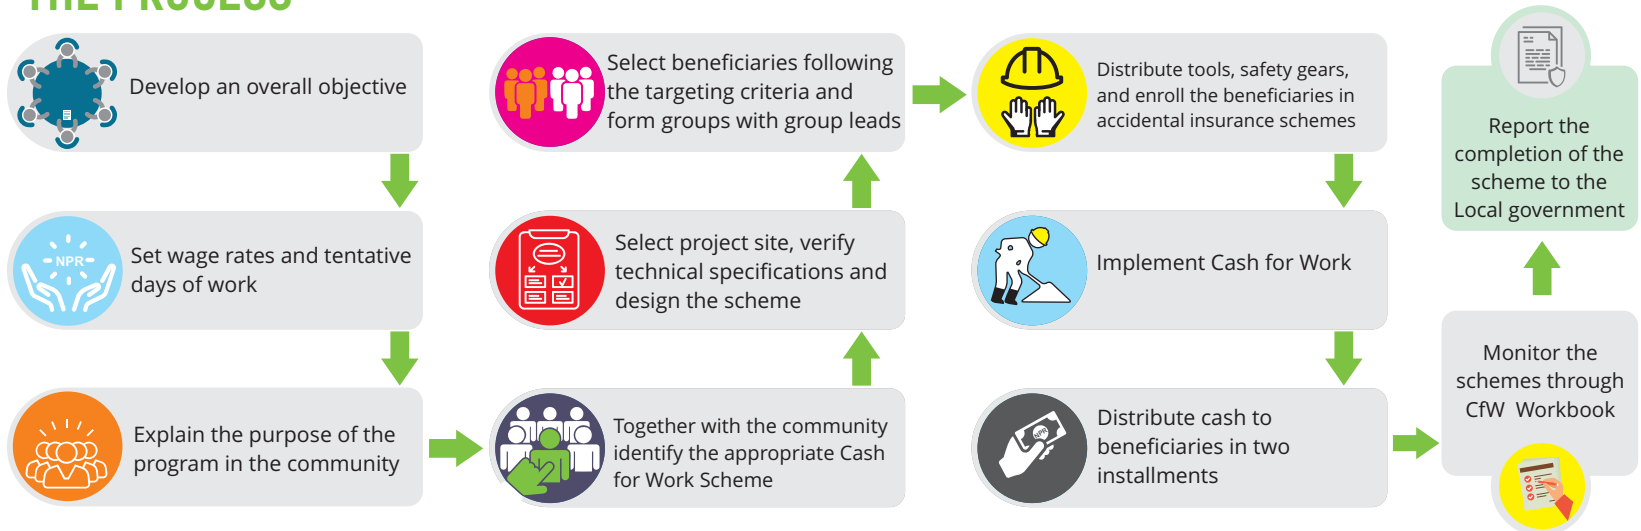 THE PROCESS
Develop an overall objective
Set wage rates and tentative
days of work
NPR
Explain the purpose of the
program in the community
Together with the community
identify the appropriate Cash
for Work Scheme
Select project site, verify
technical specifications and
design the scheme
Select beneficiaries following
the targeting criteria and
form groups with group leads
Distribute tools, safety gears,
and enroll the beneficiaries in
accidental insurance schemes
Implement Cash for Work
Distribute cash to
beneficiaries in two
installments
NPR
Monitor the
schemes through
CfW Workbook
Report the
completion of the
scheme to the
Local government